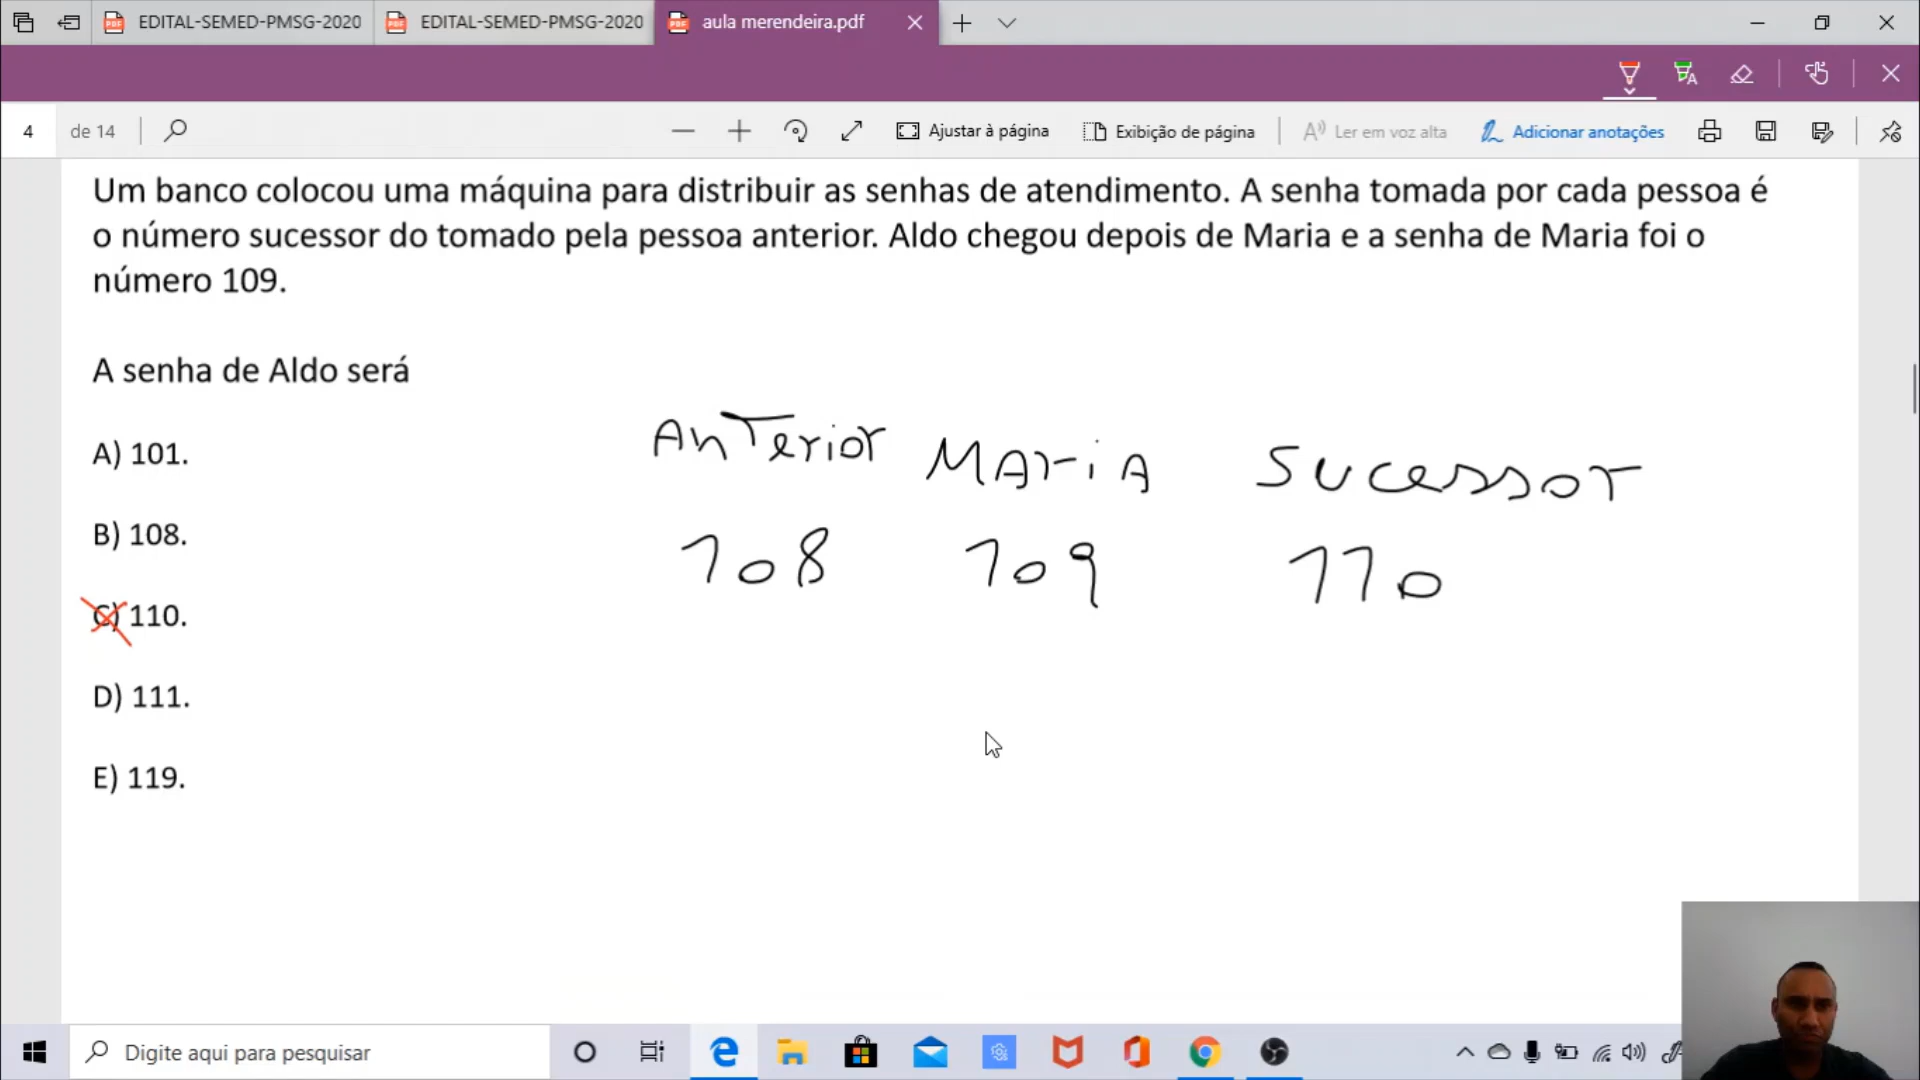 EDITAL-SEMED-PMSG-2020
EDITAL-SEMED-PMSG-2020
aula merendeira.pdf
4 de 14
Ajustar à página
Exibição de página
Ler em voz alta
Adicionar anotações
Um banco colocou uma máquina para distribuir as senhas de atendimento. A senha tomada por cada pessoa é
o número sucessor do tomado pela pessoa anterior. Aldo chegou depois de Maria e a senha de Maria foi o
número 109.
A senha de Aldo será
Anterior Maria Sucessor
A) 101.
B) 108.
108 109 110
C) 110.
D) 111.
E) 119.
Digite aqui para pesquisar